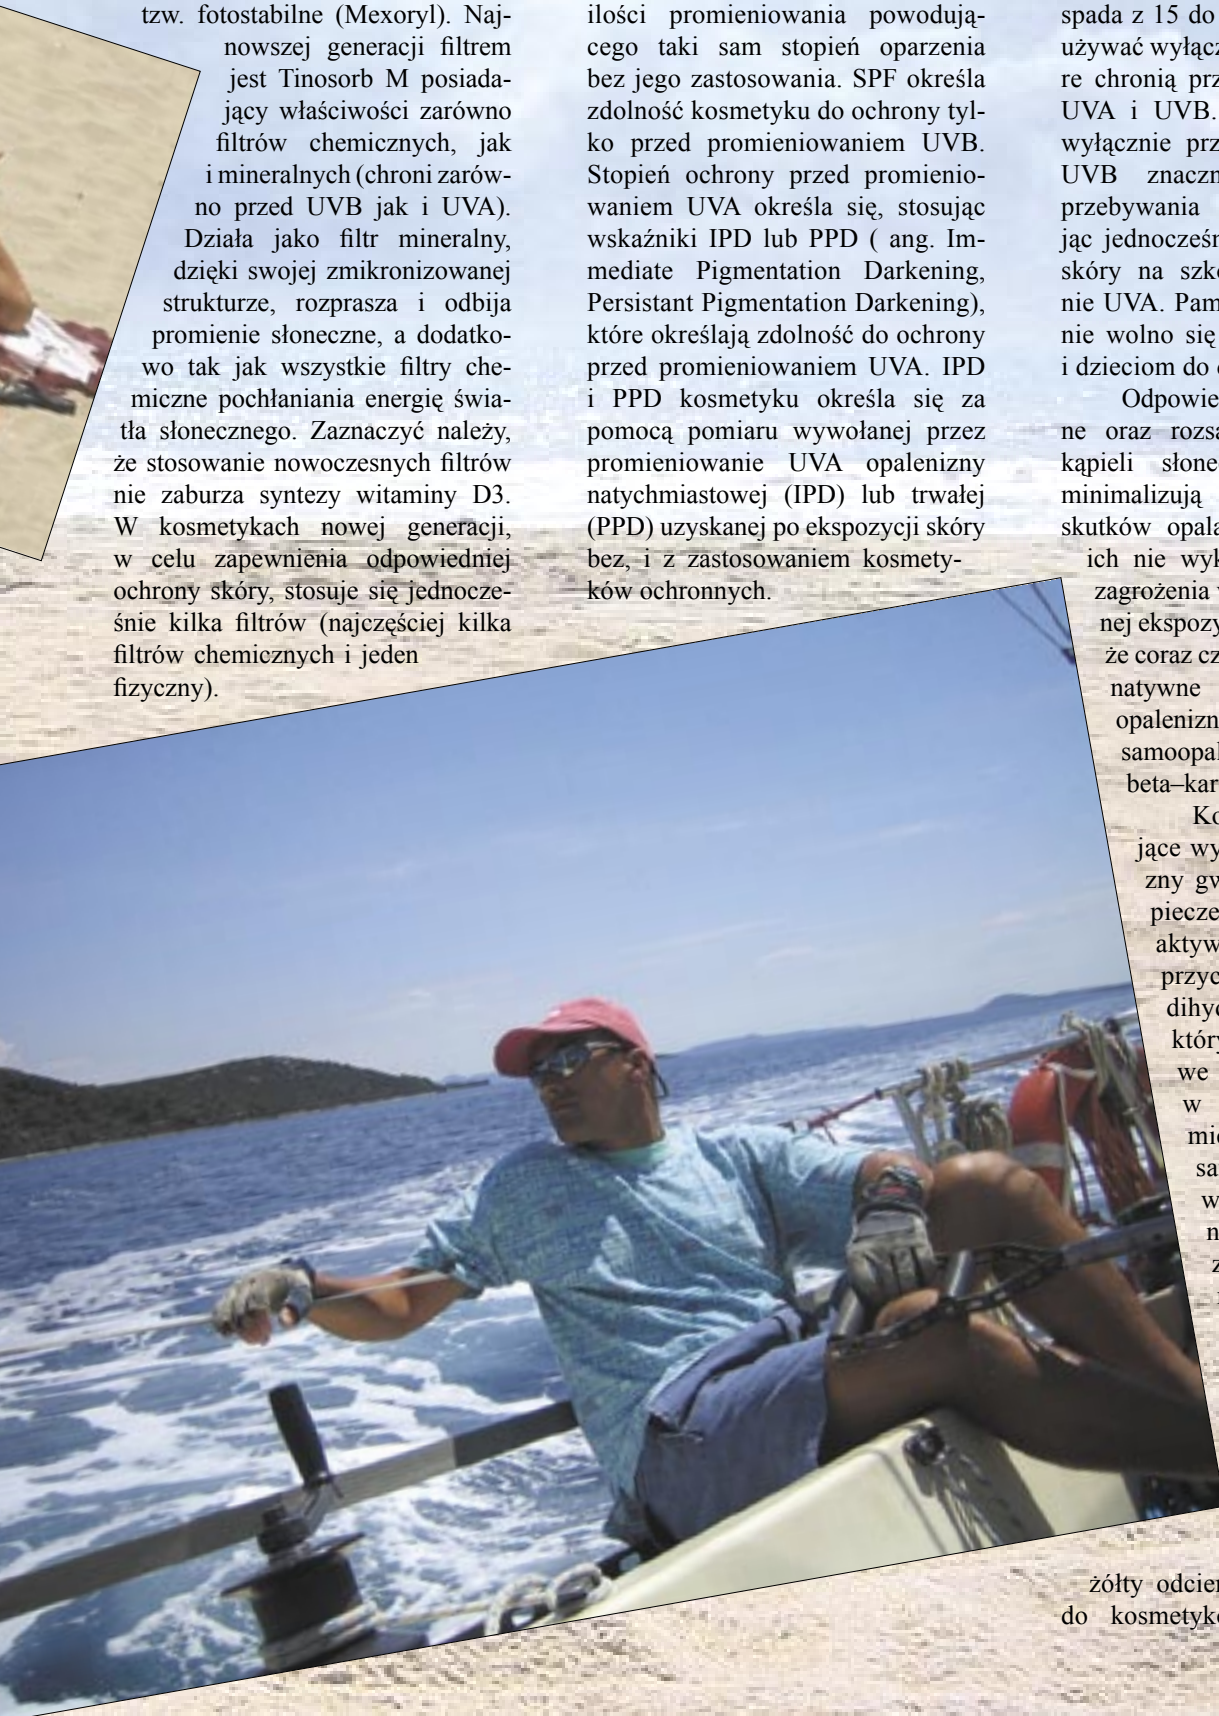 tzw. fotostabilne (Mexoryl). Naj-
nowszej generacji filtrem
jest Tinosorb M posiada-
jący właściwości zarówno
filtrów chemicznych, jak
i mineralnych (chroni zarów-
no przed UVB jak i UVA).
Działa jako filtr mineralny,
dzięki swojej zmikronizowanej
strukturze, rozprasza i odbija
promienie słoneczne, a dodatko-
wo tak jak wszystkie filtry che-
miczne pochłaniania energię świa-
tła słonecznego. Zaznaczyć należy,
że stosowanie nowoczesnych filtrów
nie zaburza syntezy witaminy D3.
W kosmetykach nowej generacji,
w celu zapewnienia odpowiedniej
ochrony skóry, stosuje się jednocze-
śnie kilka filtrów (najczęściej kilka
filtrów chemicznych i jeden
fizyczny).
ilości promieniowania powodują-
cego taki sam stopień oparzenia
bez jego zastosowania. SPF określa
zdolność kosmetyku do ochrony tyl-
ko przed promieniowaniem UVB.
Stopień ochrony przed promienio-
waniem UVA określa się, stosując
wskaźniki IPD lub PPD ( ang. Im-
mediate Pigmentation Darkening,
Persistant Pigmentation Darkening),
które określają zdolność do ochrony
przed promieniowaniem UVA. IPD
i PPD kosmetyku określa się za
pomocą pomiaru wywołanej przez
promieniowanie UVA opalenizny
natychmiastowej (IPD) lub trwałej
(PPD) uzyskanej po ekspozycji skóry
bez, i z zastosowaniem kosmety-
ków ochronnych.
spada z 15 do
używać wyłącz
re chronią prz
UVA i UVB.
wyłącznie prz
UVB znaczn
przebywania
jąc jednocześn
skóry na szko
nie UVA. Pam
nie wolno się
i dzieciom do
Odpowie
ne oraz rozsą
kąpieli słone
minimalizują
skutków opala
ich nie wyk
zagrożenia
nej ekspozy
że coraz cz
natywne
opalenizn
samoopal
beta–kar
Ko
jące wy
zny gw
piecze
aktyw
przyc
dihyd
któr
we
w
mie
sa
w
n
z
żółty odcień
do kosmetykó